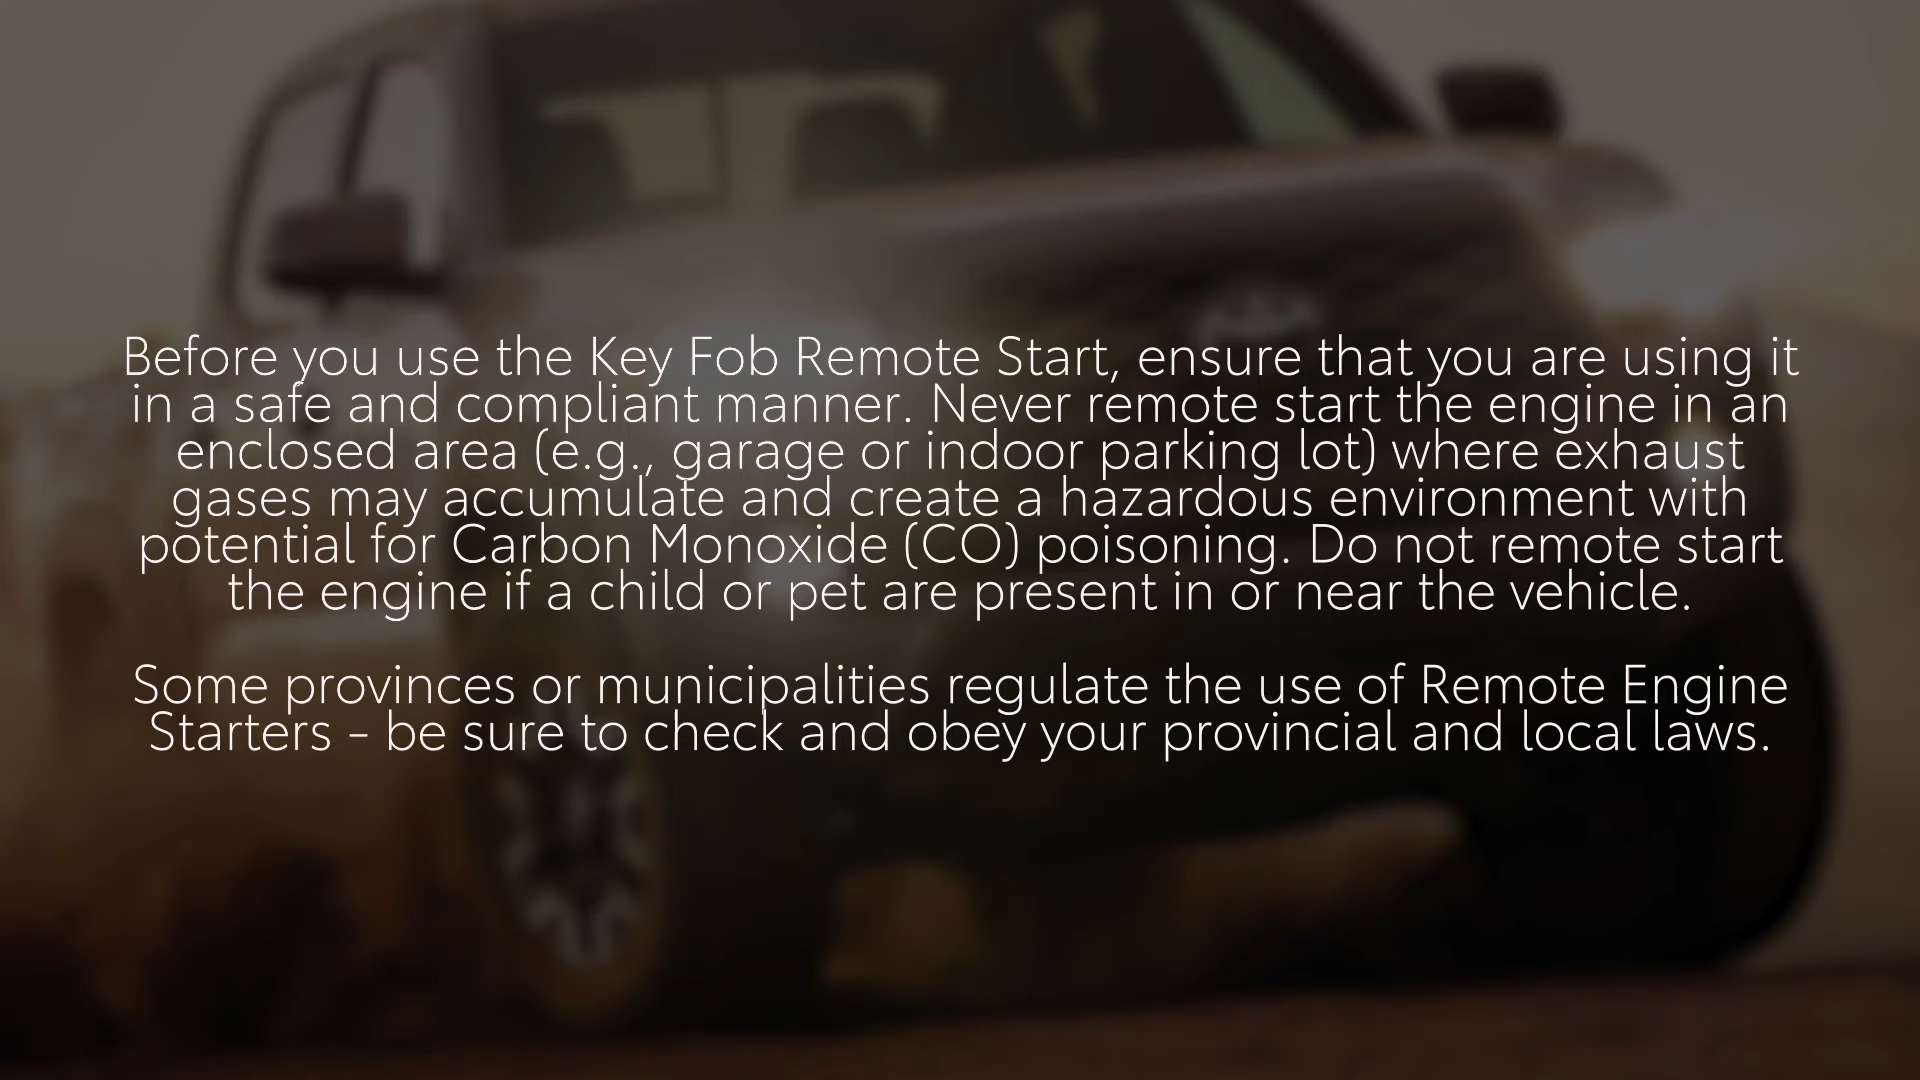 Before you use the Key Fob Remote Start, ensure that you are using it
in a safe and compliant manner. Never remote start the engine in an
enclosed area (e.g., garage or indoor parking lot) where exhaust
gases may accumulate and create a hazardous environment with
potential for Carbon Monoxide (CO) poisoning. Do not remote start
the engine if a child or pet are present in or near the vehicle.
Some provinces or municipalities regulate the use of Remote Engine
Starters - be sure to check and obey your provincial and local laws.